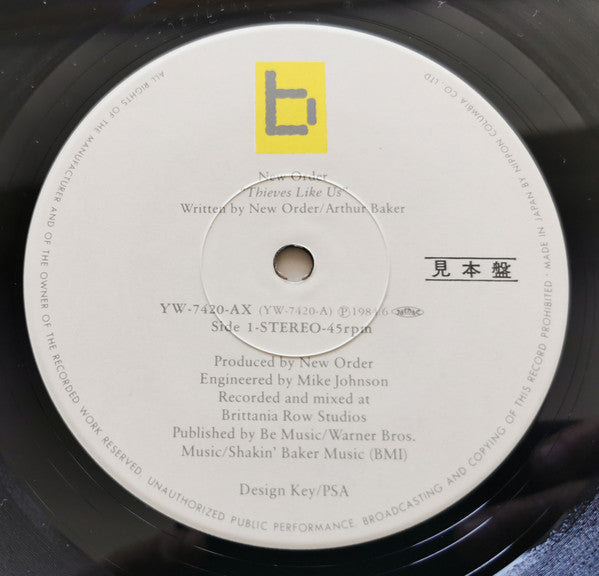 b
New Order
"Thieves Like Us"
Written by New Order/Arthur Baker
見本盤
YW-7420-AX (YW-7420-A) Ⓟ1984.6 JASRAC
Side 1-STEREO-45rpm
Produced by New Order
Engineered by Mike Johnson
Recorded and mixed at
Brittania Row Studios
Published by Be Music/Warner Bros.
Music/Shakin' Baker Music (BMI)
Design Key/PSA
ALL RIGHTS OF THE MANUFACTURER AND OF THE OWNER OF THE RECORDED WORK RESERVED. UNAUTHORIZED PUBLIC PERFORMANCE. BROADCASTING AND COPYING OF THIS RECORD PROHIBITED · MADE IN JAPAN BY NIPPON COLUMBIA CO., LTD